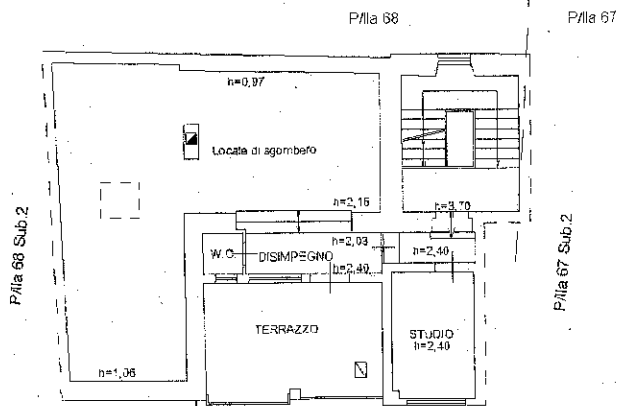 P/lla 68
P/lla 67
h=0,97
Locale di sgombero
h=2,16
h=3,70
P/lla 68 Sub.2
P/lla 67 Sub.2
h=2,03
h=2,40
W.C.
DISIMPEGNO
h=2,40
TERRAZZO
STUDIO
h=2,40
h=1,06